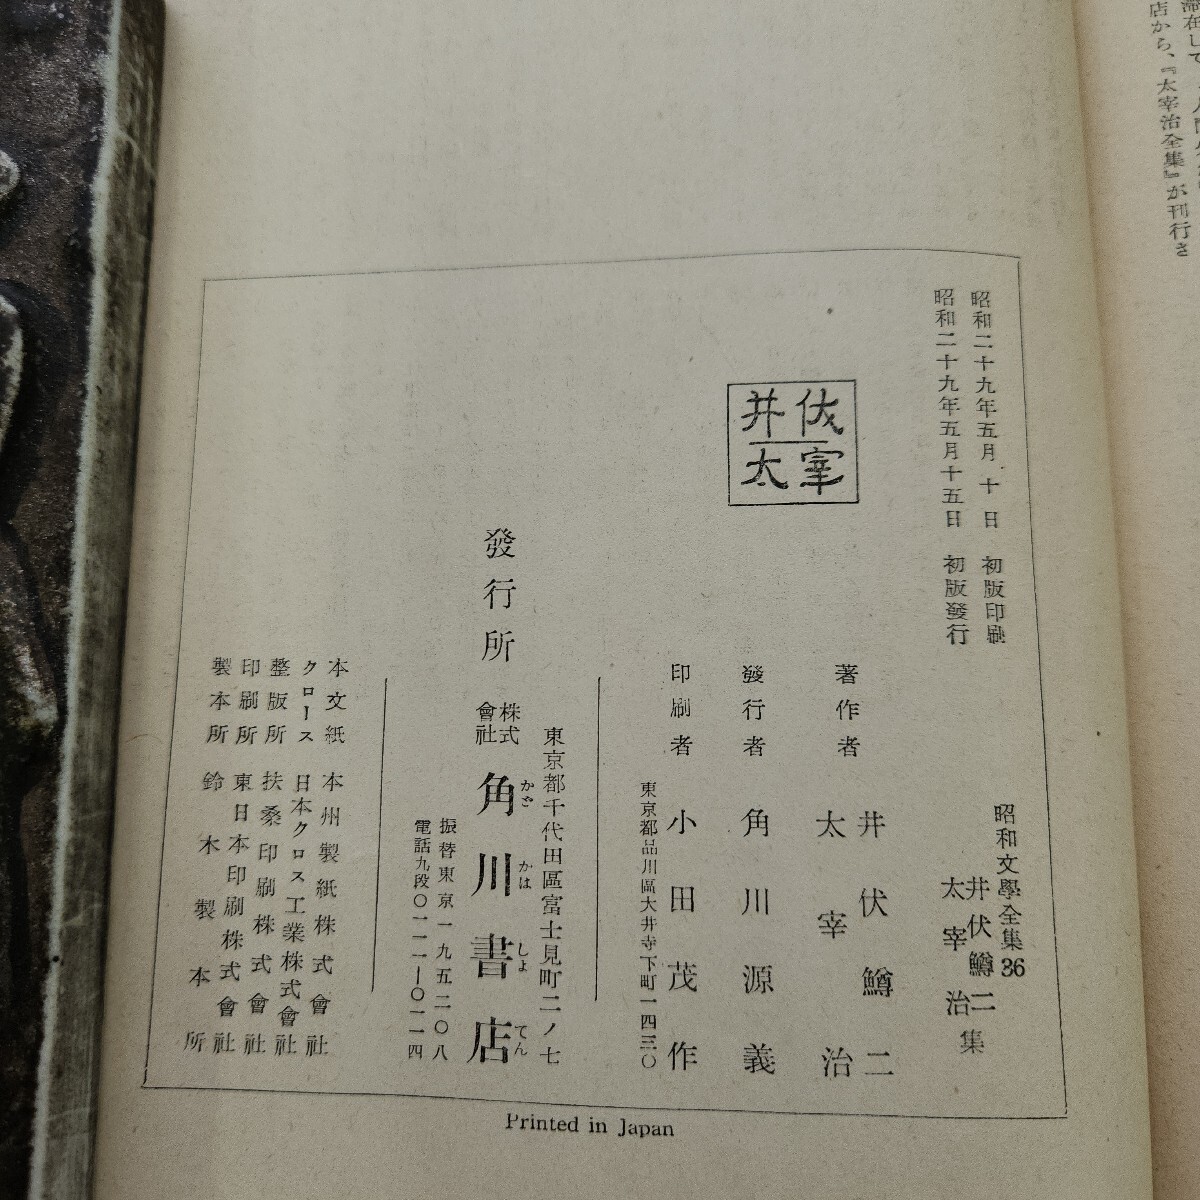 店から、『太宰治全集』が刊行さ
昭和二十九年五月十日 初版印刷
昭和二十九年五月十五日 初版發行
昭和文學全集36
井伏鱒二
太宰治
集
伏井
宰太
著作者 井伏鱒二
太宰治
發行者 角川源義
印刷者 小田茂作
東京都品川區大井寺下町一四三〇
東京都千代田區富士見町二ノ七
發行所 株式會社 角川書店
かど かは しよ てん
振替東京一九五二〇八
電話九段〇一二一—〇一一四
本文紙 本州製紙株式會社
クロース 日本クロス工業株式會社
整版所 扶桑印刷株式會社
印刷所 東日本印刷株式會社
製本所 鈴木製本所
Printed in Japan